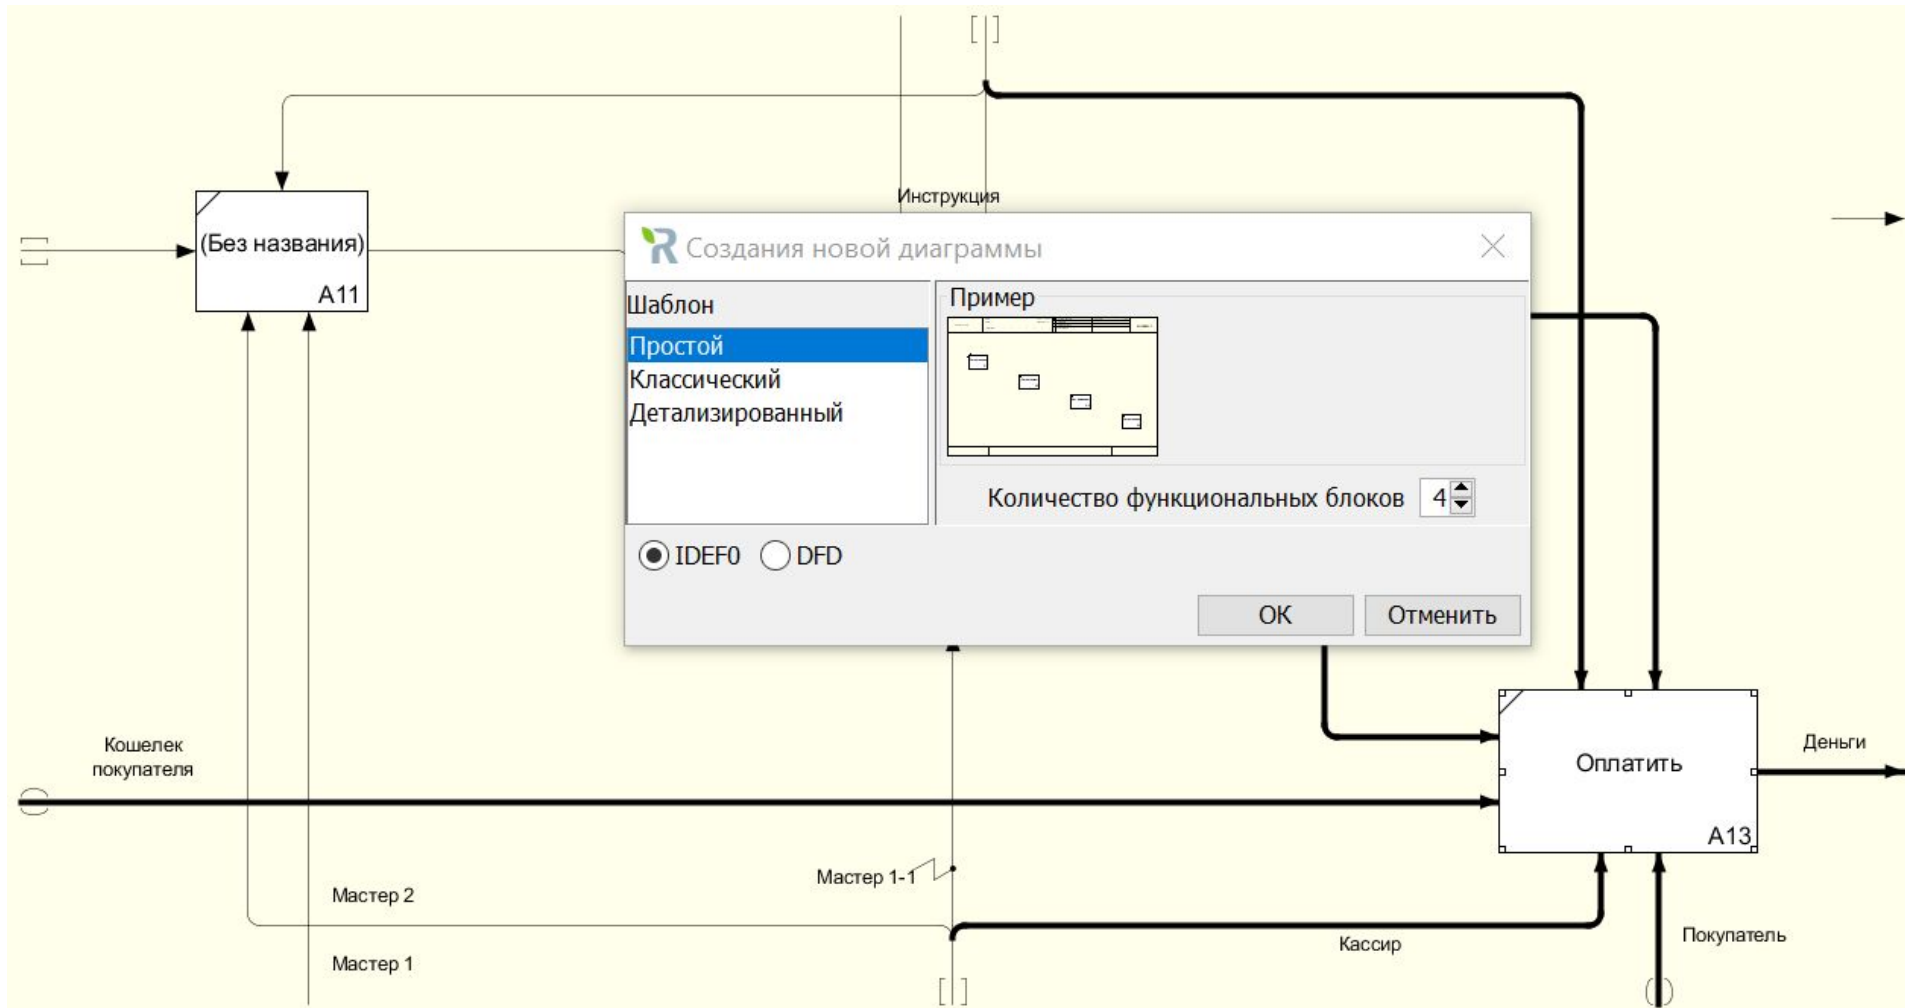 Инструкция
(Без названия)
A11
Создания новой диаграммы
Шаблон
Простой
Классический
Детализированный
Пример
Количество функциональных блоков 4
IDEF0 DFD
OK Отменить
Кошелек
покупателя
Оплатить
A13
Деньги
Мастер 1-1
Мастер 2
Мастер 1
Кассир
Покупатель